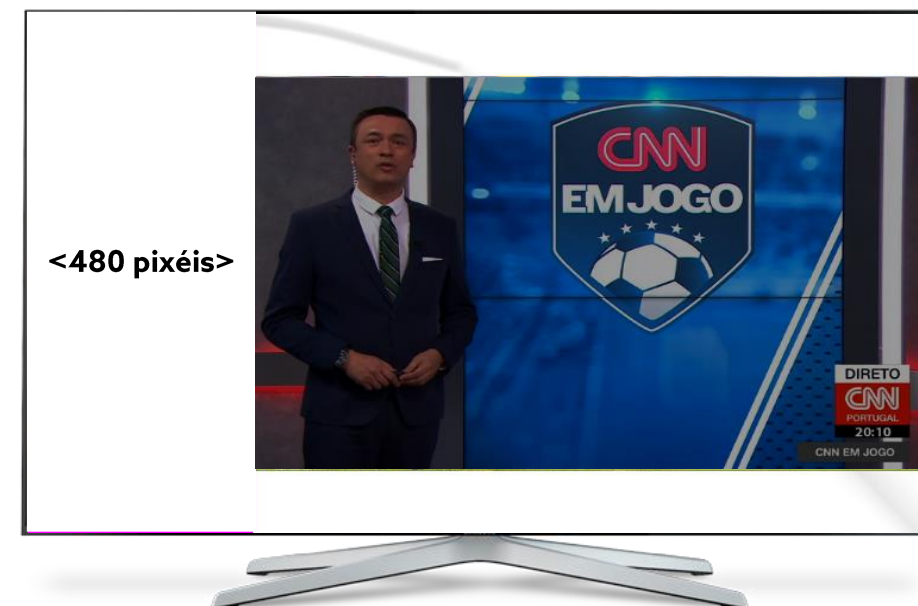 <480 pixéis>
CNN
EM JOGO
DIRETO
CNN
PORTUGAL
20:10
CNN EM JOGO